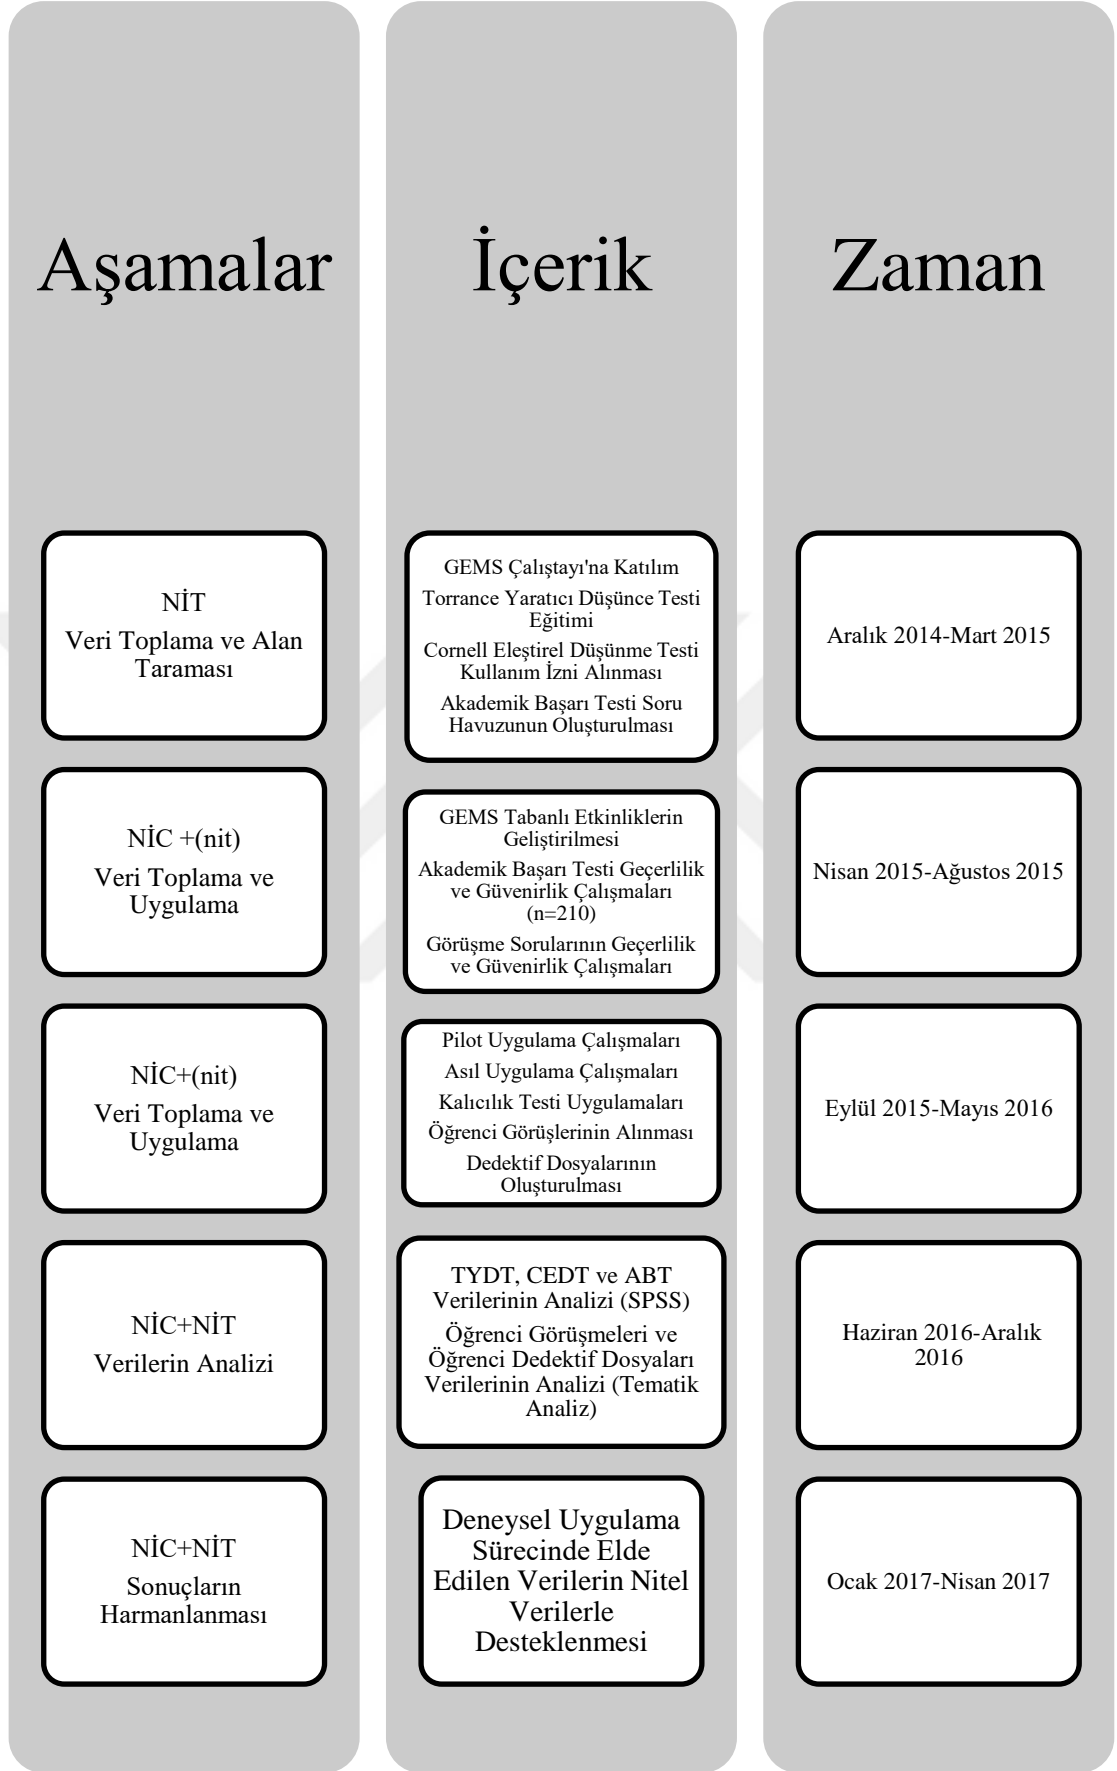 Aşamalar
İçerik
Zaman
NİT
Veri Toplama ve Alan
Taraması
GEMS Çalıştayı'na Katılım
Torrance Yaratıcı Düşünce Testi
Eğitimi
Cornell Eleştirel Düşünme Testi
Kullanım İzni Alınması
Akademik Başarı Testi Soru
Havuzunun Oluşturulması
Aralık 2014-Mart 2015
NİC +(nit)
Veri Toplama ve
Uygulama
GEMS Tabanlı Etkinliklerin
Geliştirilmesi
Akademik Başarı Testi Geçerlilik
ve Güvenirlik Çalışmaları
(n=210)
Görüşme Sorularının Geçerlilik
ve Güvenirlik Çalışmaları
Nisan 2015-Ağustos 2015
NİC+(nit)
Veri Toplama ve
Uygulama
Pilot Uygulama Çalışmaları
Asıl Uygulama Çalışmaları
Kalıcılık Testi Uygulamaları
Öğrenci Görüşlerinin Alınması
Dedektif Dosyalarının
Oluşturulması
Eylül 2015-Mayıs 2016
NİC+NİT
Verilerin Analizi
TYDT, CEDT ve ABT
Verilerinin Analizi (SPSS)
Öğrenci Görüşmeleri ve
Öğrenci Dedektif Dosyaları
Verilerinin Analizi (Tematik
Analiz)
Haziran 2016-Aralık
2016
NİC+NİT
Sonuçların
Harmanlanması
Deneysel Uygulama
Sürecinde Elde
Edilen Verilerin Nitel
Verilerle
Desteklenmesi
Ocak 2017-Nisan 2017